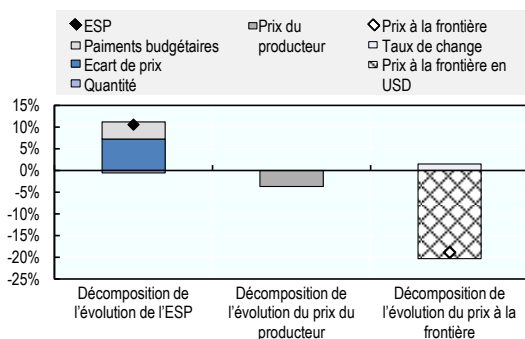 ESP
Paiments budgétaires
Ecart de prix
Quantité
Prix du
producteur
Prix à la frontière
Taux de change
Prix à la frontière en
USD
15%
10%
5%
0%
-5%
-10%
-15%
-20%
-25%
Décomposition de
l'évolution de l'ESP
Décomposition de
l'évolution du prix du
producteur
Décomposition de
l'évolution du prix à la
frontière